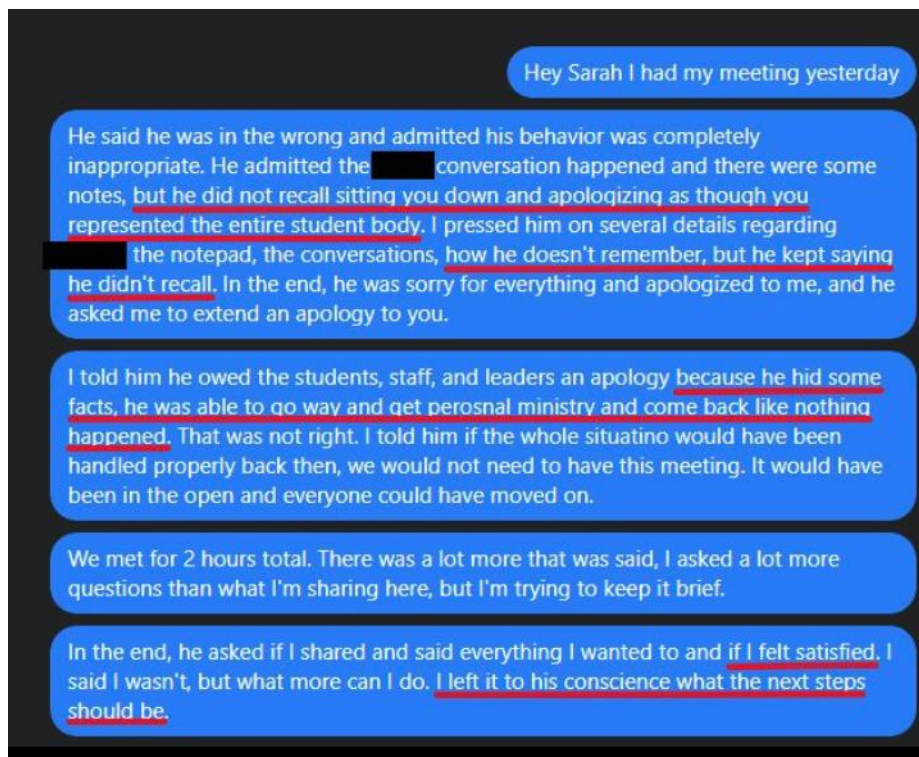 Hey Sarah I had my meeting yesterday
He said he was in the wrong and admitted his behavior was completely
inappropriate. He admitted the conversation happened and there were some
notes, but he did not recall sitting you down and apologizing as though you
represented the entire student body. I pressed him on several details regarding
the notepad, the conversations, how he doesn't remember, but he kept saying
he didn't recall. In the end, he was sorry for everything and apologized to me, and he
asked me to extend an apology to you.
I told him he owed the students, staff, and leaders an apology because he hid some
facts, he was able to go way and get perosnal ministry and come back like nothing
happened. That was not right. I told him if the whole situatino would have been
handled properly back then, we would not need to have this meeting. It would have
been in the open and everyone could have moved on.
We met for 2 hours total. There was a lot more that was said, I asked a lot more
questions than what I'm sharing here, but I'm trying to keep it brief.
In the end, he asked if I shared and said everything I wanted to and if I felt satisfied. I
said I wasn't, but what more can I do. I left it to his conscience what the next steps
should be.